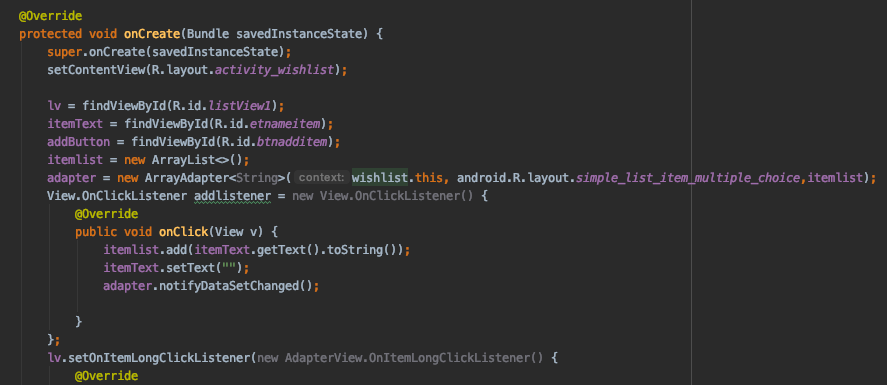 @Override
protected void onCreate(Bundle savedInstanceState) {
super.onCreate(savedInstanceState);
setContentView(R.layout.activity_wishlist);
lv = findViewById(R.id.listView1);
itemText = findViewById(R.id.etnameitem);
addButton = findViewById(R.id.btnadditem);
itemlist = new ArrayList<>();
adapter = new ArrayAdapter<String>( context: wishlist.this, android.R.layout.simple_list_item_multiple_choice,itemlist);
View.OnClickListener addlistener = new View.OnClickListener() {
@Override
public void onClick(View v) {
itemlist.add(itemText.getText().toString());
itemText.setText("");
adapter.notifyDataSetChanged();
}
};
lv.setOnItemLongClickListener(new AdapterView.OnItemLongClickListener() {
@Override